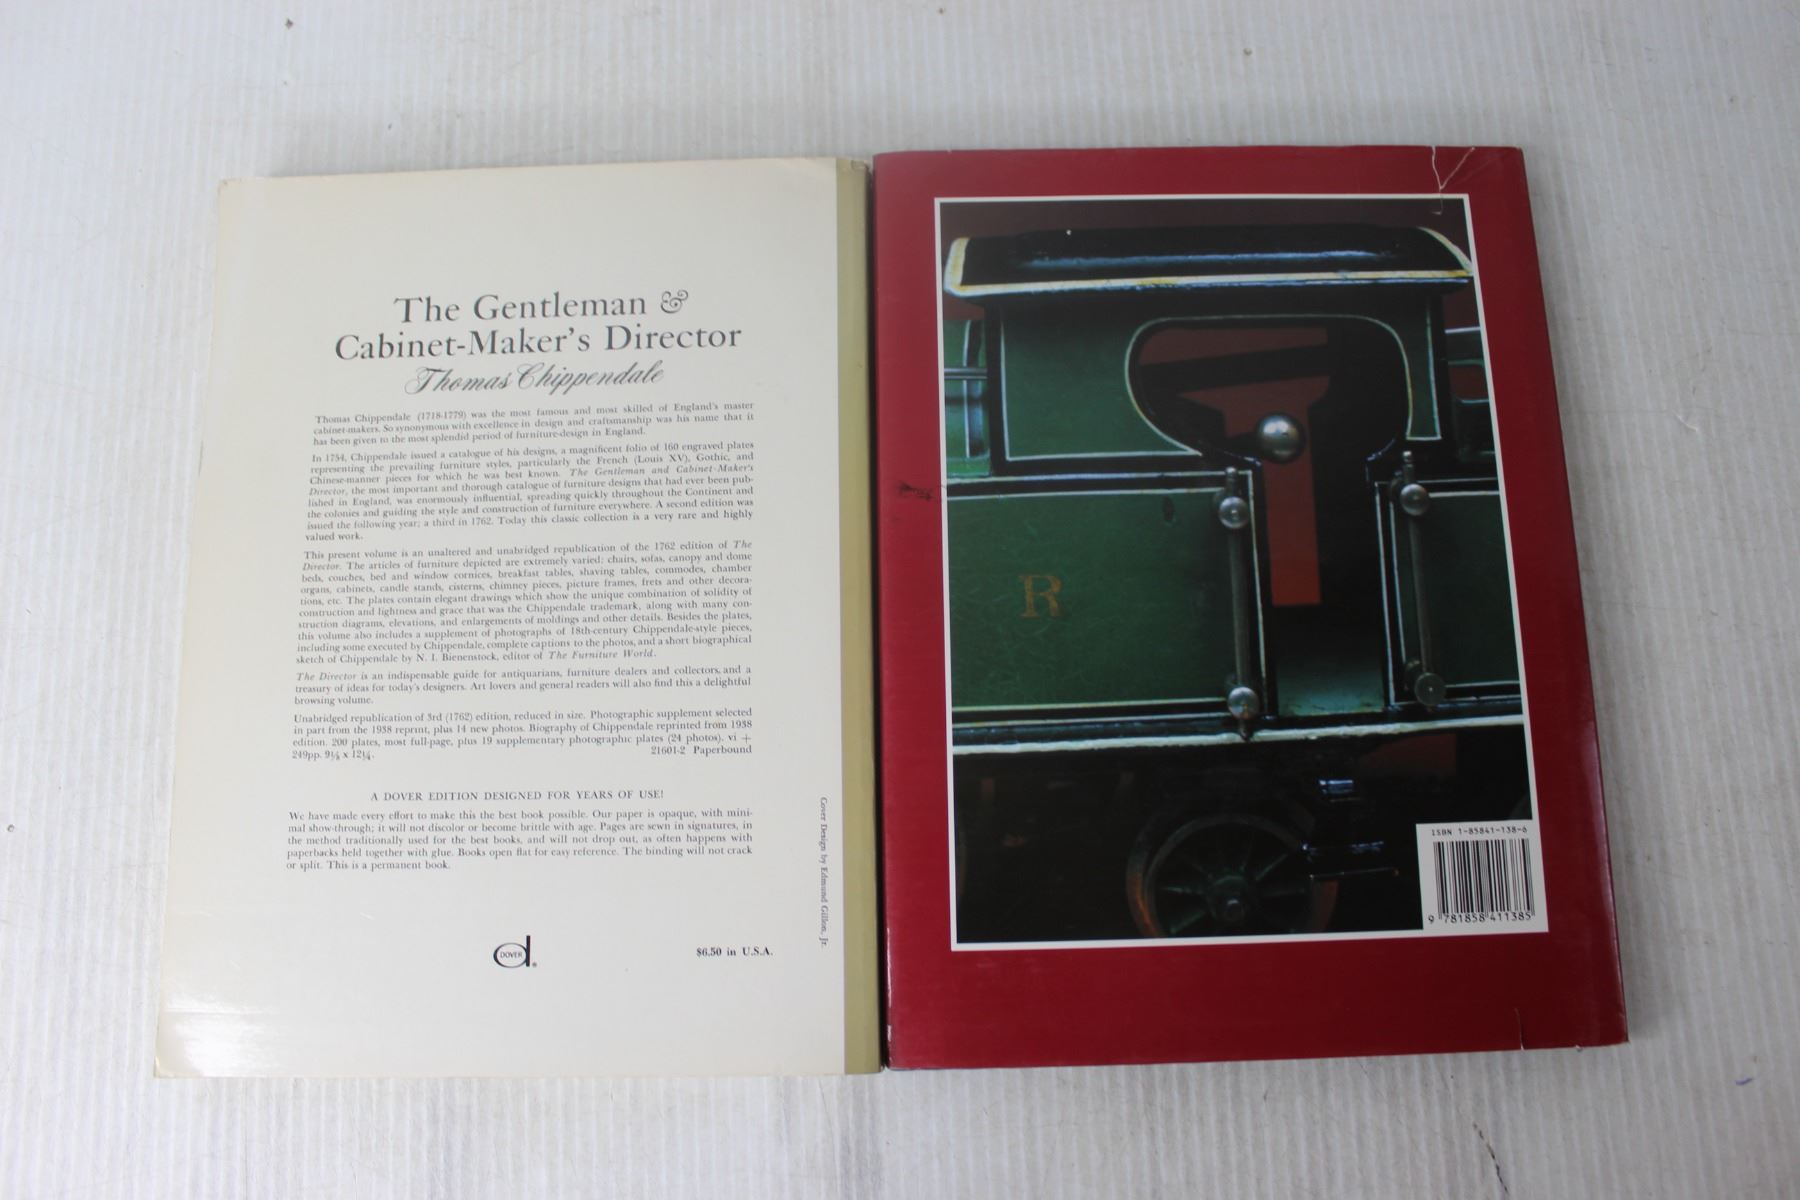 The Gentleman &
Cabinet-Maker's Director
Thomas Chippendale
Thomas Chippendale (1718-1779) was the most famous and most skilled of England's master
cabinet-makers. So synonymous with excellence in design and craftsmanship was his name that it
has been given to the most splendid period of furniture-design in England.
In 1754, Chippendale issued a catalogue of his designs, a magnificent folio of 160 engraved plates
representing the prevailing furniture styles, particularly the French (Louis XV), Gothic, and
Chinese-manner pieces for which he was best known. The Gentleman and Cabinet-Maker's
Director, the most important and thorough catalogue of furniture designs that had ever been pub-
lished in England, was enormously influential, spreading quickly throughout the Continent and
the colonies and guiding the style and construction of furniture everywhere. A second edition was
issued the following year; a third in 1762. Today this classic collection is a very rare and highly
valued work.
This present volume is an unaltered and unabridged republication of the 1762 edition of The
Director. The articles of furniture depicted are extremely varied: chairs, sofas, canopy and dome
beds, couches, bed and window cornices, breakfast tables, shaving tables, commodes, chamber
organs, cabinets, candle stands, cisterns, chimney pieces, picture frames, frets and other decora-
tions, etc. The plates contain elegant drawings which show the unique combination of solidity of
construction and lightness and grace that was the Chippendale trademark, along with many con-
struction diagrams, elevations, and enlargements of moldings and other details. Besides the plates,
this volume also includes a supplement of photographs of 18th-century Chippendale-style pieces,
including some executed by Chippendale, complete captions to the photos, and a short biographical
sketch of Chippendale by N. I. Bienenstock, editor of The Furniture World.
The Director is an indispensable guide for antiquarians, furniture dealers and collectors, and a
treasury of ideas for today's designers. Art lovers and general readers will also find this a delightful
browsing volume.
Unabridged republication of 3rd (1762) edition, reduced in size. Photographic supplement selected
in part from the 1938 reprint, plus 14 new photos. Biography of Chippendale reprinted from 1938
edition. 200 plates, most full-page, plus 19 supplementary photographic plates (24 photos). vi +
249pp. 9⅛ x 12¼. 21601-2 Paperbound
A DOVER EDITION DESIGNED FOR YEARS OF USE!
We have made every effort to make this the best book possible. Our paper is opaque, with mini-
mal show-through; it will not discolor or become brittle with age. Pages are sewn in signatures, in
the method traditionally used for the best books, and will not drop out, as often happens with
paperbacks held together with glue. Books open flat for easy reference. The binding will not crack
or split. This is a permanent book.
DOVER
$6.50 in U.S.A.
Cover Design by Edmund Gillon, Jr.
R
ISBN 1-85841-138-6
9 781858 411385